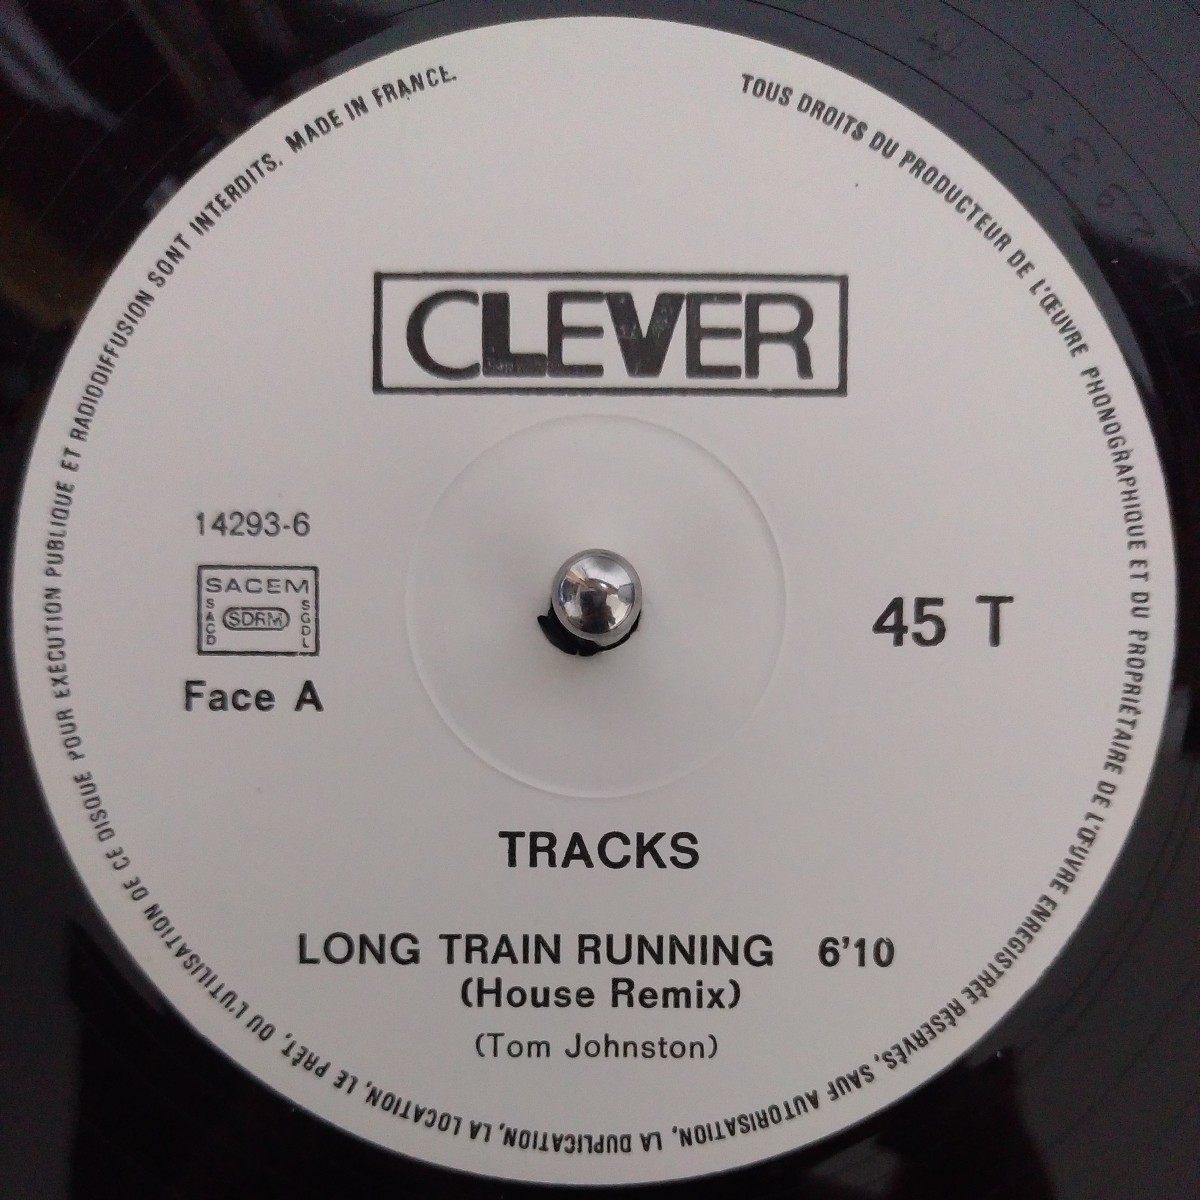 TOUS DROITS DU PRODUCTEUR DE L'ŒUVRE PHONOGRAPHIQUE ET DU PROPRIÉTAIRE DE L'ŒUVRE ENREGISTRÉE RÉSERVÉS, SAUF AUTORISATION, LA DUPLICATION, LA LOCATION, LE PRÊT, OU L'UTILISATION DE CE DISQUE POUR EXÉCUTION PUBLIQUE ET RADIODIFFUSION SONT INTERDITS. MADE IN FRANCE.
CLEVER
14293-6
SACEM
SACD
SDRM
SGDL
Face A
45 T
TRACKS
LONG TRAIN RUNNING 6'10
(House Remix)
(Tom Johnston)